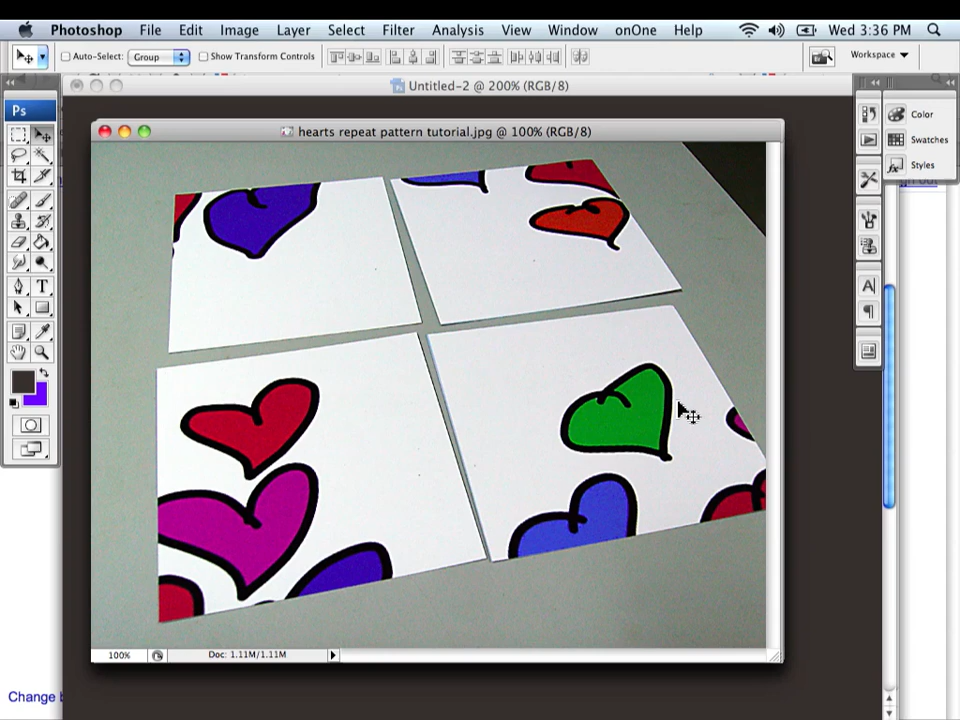 Photoshop File Edit Image Layer Select Filter Analysis View Window onOne Help Wed 3:36 PM
Auto-Select: Group Show Transform Controls Workspace
Untitled-2 @ 200% (RGB/8)
Ps
hearts repeat pattern tutorial.jpg @ 100% (RGB/8)
Color
Swatches
Styles
T
A
100% Doc: 1.11M/1.11M
Change